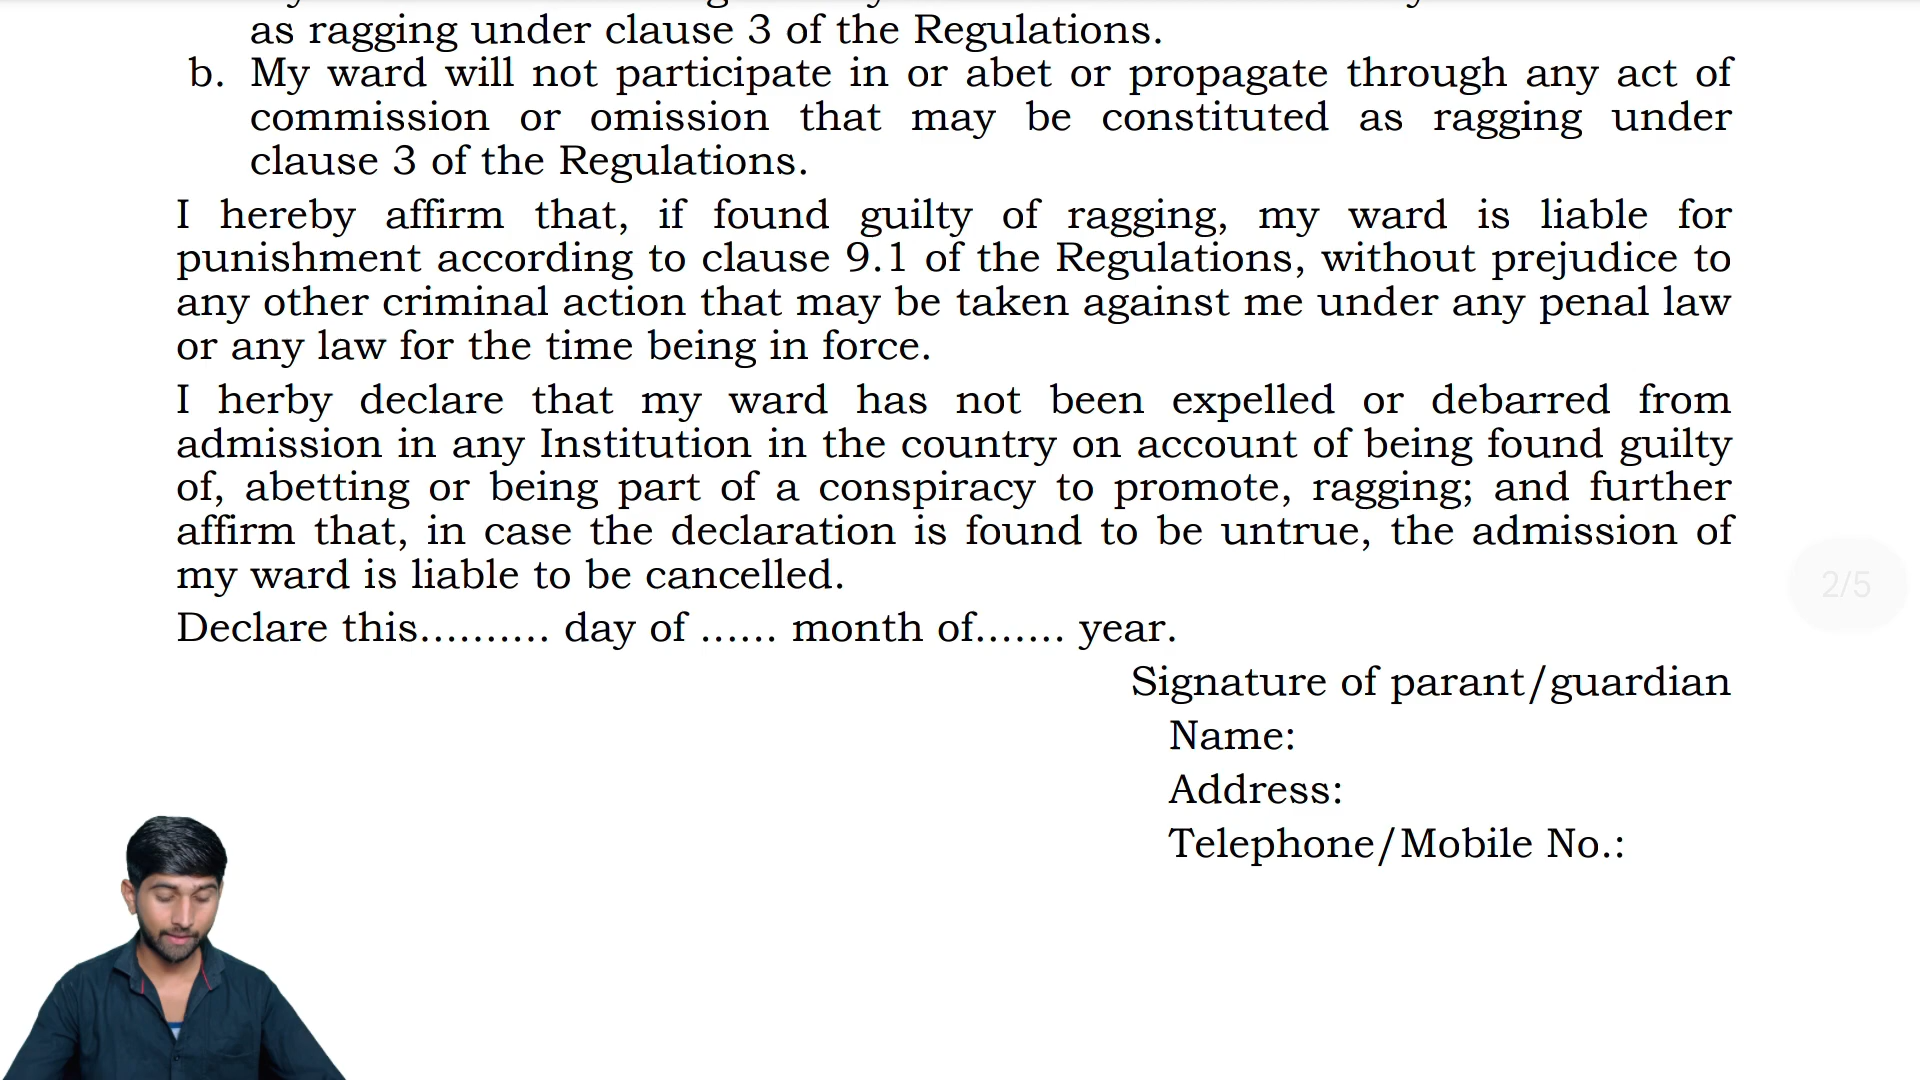 as ragging under clause 3 of the Regulations.
b. My ward will not participate in or abet or propagate through any act of
commission or omission that may be constituted as ragging under
clause 3 of the Regulations.
I hereby affirm that, if found guilty of ragging, my ward is liable for
punishment according to clause 9.1 of the Regulations, without prejudice to
any other criminal action that may be taken against me under any penal law
or any law for the time being in force.
I herby declare that my ward has not been expelled or debarred from
admission in any Institution in the country on account of being found guilty
of, abetting or being part of a conspiracy to promote, ragging; and further
affirm that, in case the declaration is found to be untrue, the admission of
my ward is liable to be cancelled.
Declare this.......... day of ...... month of....... year.
Signature of parant/guardian
Name:
Address:
Telephone/Mobile No.:
2/5